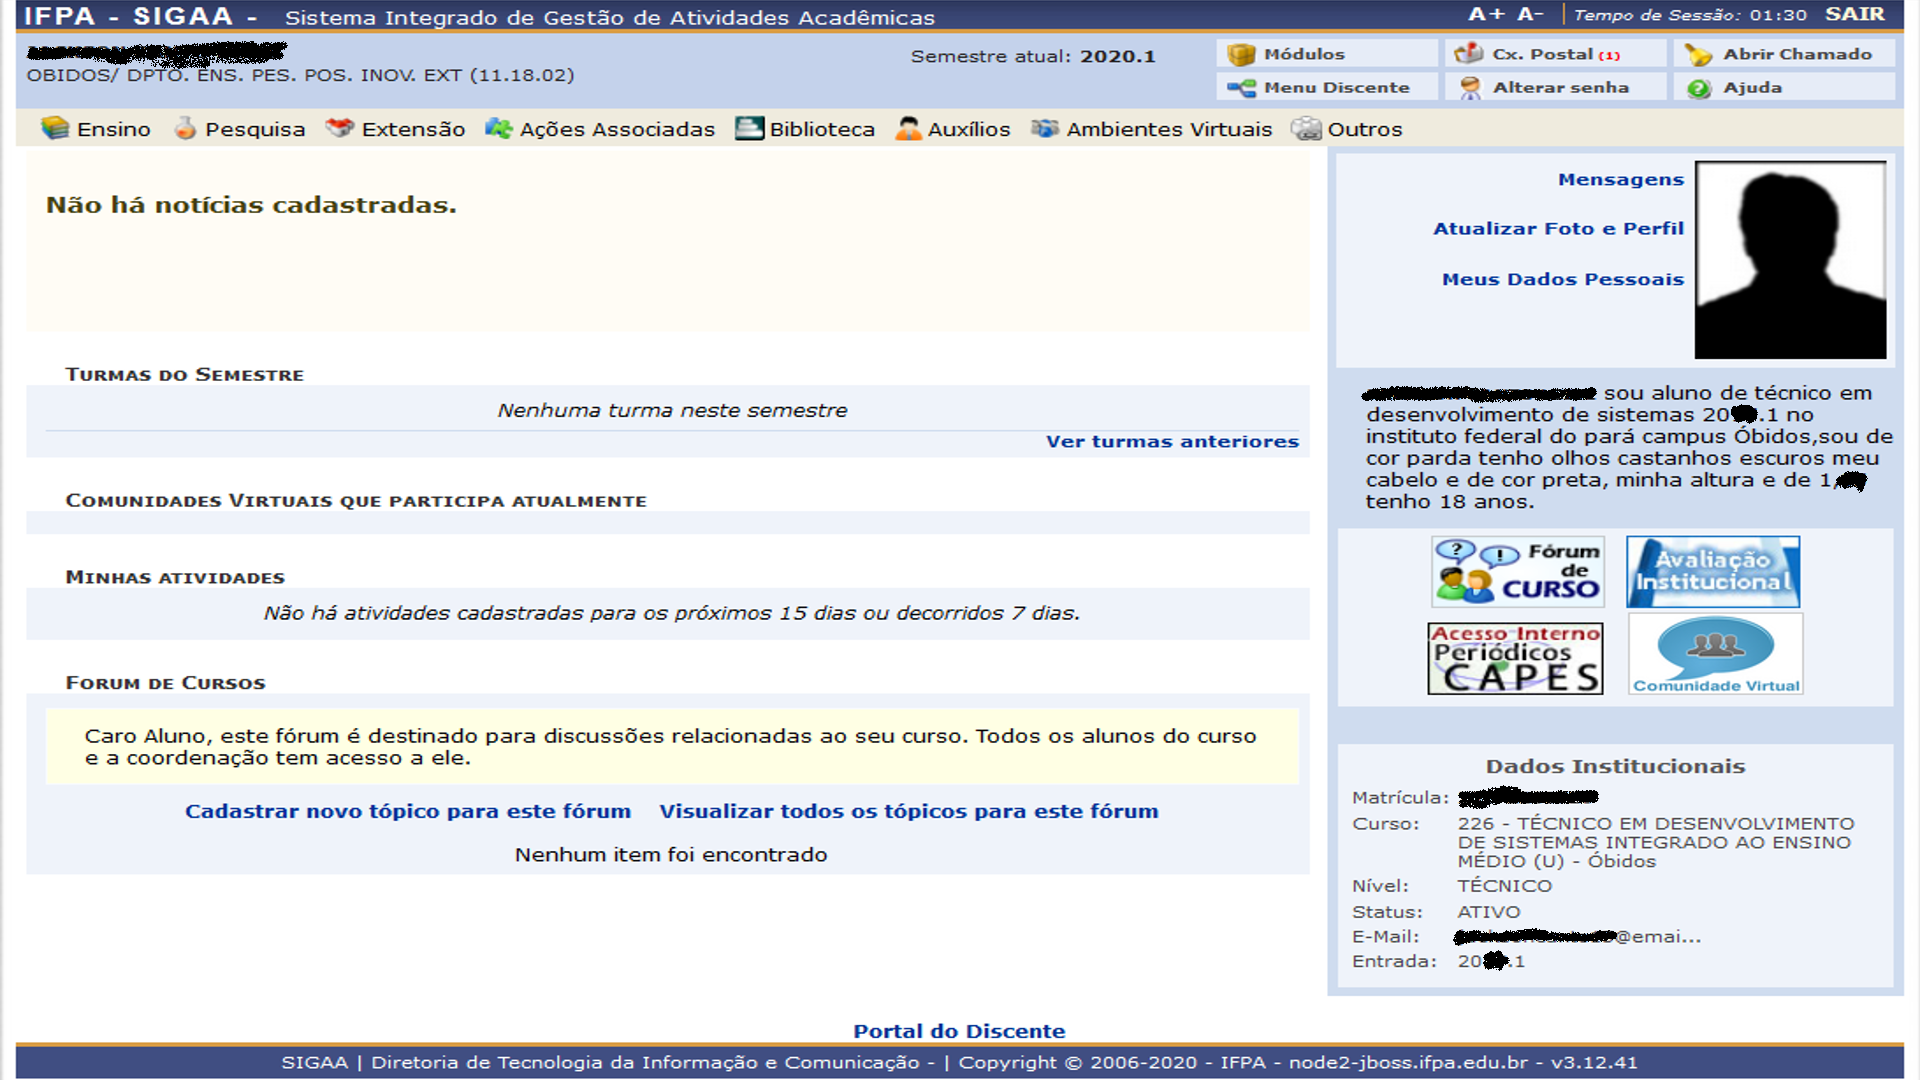 IFPA - SIGAA - Sistema Integrado de Gestão de Atividades Acadêmicas
A+ A- Tempo de Sessão: 01:30 SAIR
OBIDOS/ DPTO. ENS. PES. POS. INOV. EXT (11.18.02)
Semestre atual: 2020.1
Módulos Cx. Postal (1) Abrir Chamado
Menu Discente Alterar senha Ajuda
Ensino Pesquisa Extensão Ações Associadas Biblioteca Auxílios Ambientes Virtuais Outros
Não há notícias cadastradas.
TURMAS DO SEMESTRE
Nenhuma turma neste semestre
Ver turmas anteriores
COMUNIDADES VIRTUAIS QUE PARTICIPA ATUALMENTE
MINHAS ATIVIDADES
Não há atividades cadastradas para os próximos 15 dias ou decorridos 7 dias.
FORUM DE CURSOS
Caro Aluno, este fórum é destinado para discussões relacionadas ao seu curso. Todos os alunos do curso
e a coordenação tem acesso a ele.
Cadastrar novo tópico para este fórum Visualizar todos os tópicos para este fórum
Nenhum item foi encontrado
Mensagens
Atualizar Foto e Perfil
Meus Dados Pessoais
sou aluno de técnico em
desenvolvimento de sistemas 20 .1 no
instituto federal do pará campus Óbidos,sou de
cor parda tenho olhos castanhos escuros meu
cabelo e de cor preta, minha altura e de 1,
tenho 18 anos.
? ! Fórum
de
CURSO
Avaliação
Institucional
Acesso Interno
Periódicos
CAPES
Comunidade Virtual
Dados Institucionais
Matrícula:
Curso: 226 - TÉCNICO EM DESENVOLVIMENTO
DE SISTEMAS INTEGRADO AO ENSINO
MÉDIO (U) - Óbidos
Nível: TÉCNICO
Status: ATIVO
E-Mail: @emai...
Entrada: 20 .1
Portal do Discente
SIGAA | Diretoria de Tecnologia da Informação e Comunicação - | Copyright © 2006-2020 - IFPA - node2-jboss.ifpa.edu.br - v3.12.41